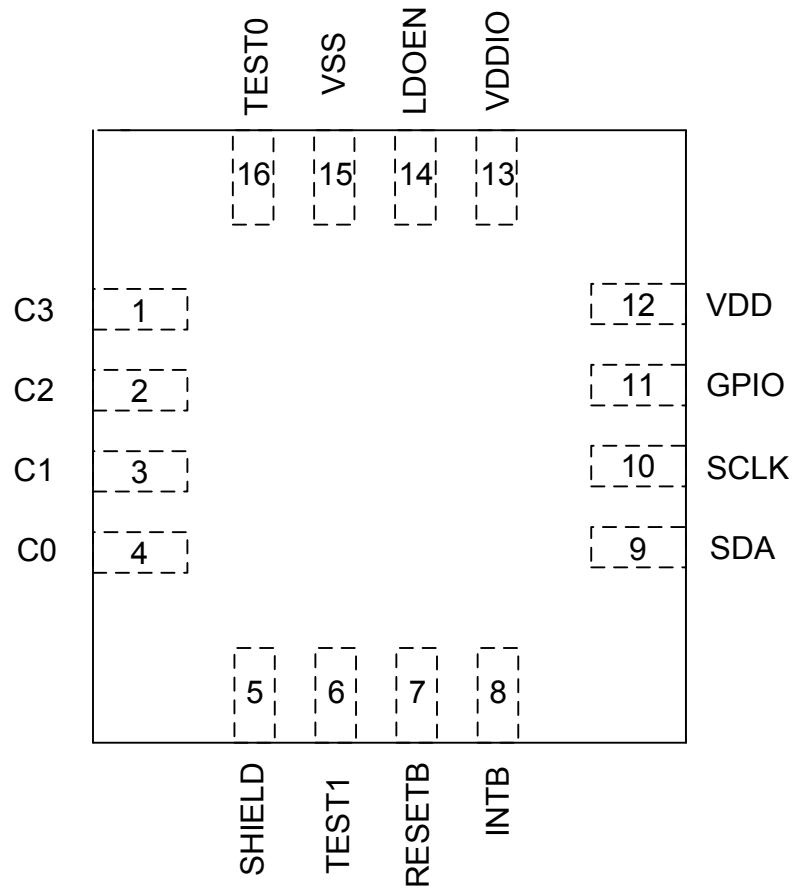 TEST0 VSS LDOEN VDDIO
16 15 14 13
C3 1 12 VDD
C2 2 11 GPIO
C1 3 10 SCLK
C0 4 9 SDA
5 6 7 8
SHIELD TEST1 RESETB INTB